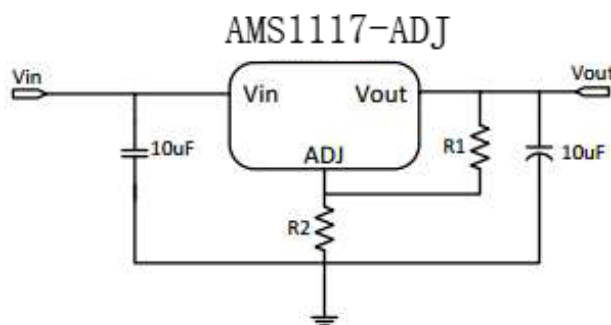 AMS1117-ADJ
Vin
Vout
Vin
Vout
10uF
ADJ
R1
10uF
R2